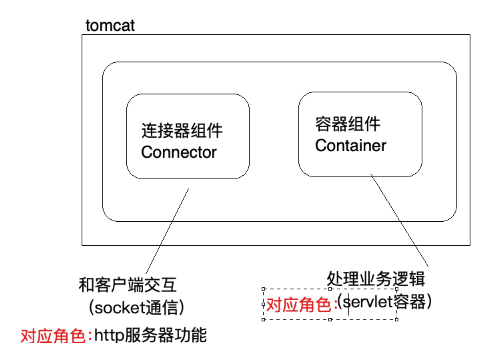 tomcat
连接器组件
Connector
容器组件
Container
和客户端交互
（socket通信）
对应角色:http服务器功能
处理业务逻辑
对应角色:（servlet容器）